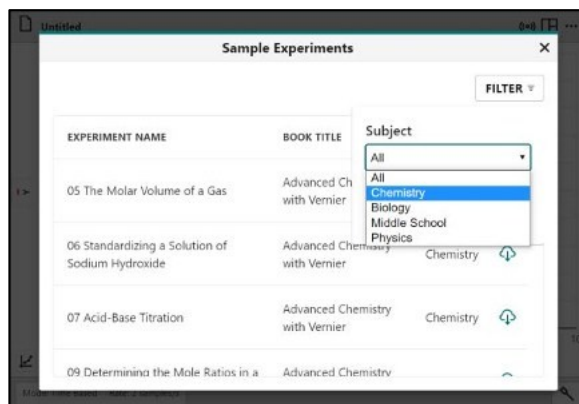 Untitled
Sample Experiments
FILTER
EXPERIMENT NAME
BOOK TITLE
Subject
All
All
Chemistry
Biology
Middle School
Physics
05 The Molar Volume of a Gas
Advanced Ch
with Vernier
06 Standardizing a Solution of
Sodium Hydroxide
Advanced Chemistry
with Vernier
Chemistry
07 Acid-Base Titration
Advanced Chemistry
with Vernier
Chemistry
09 Determining the Mole Ratios in a
Advanced Chemistry